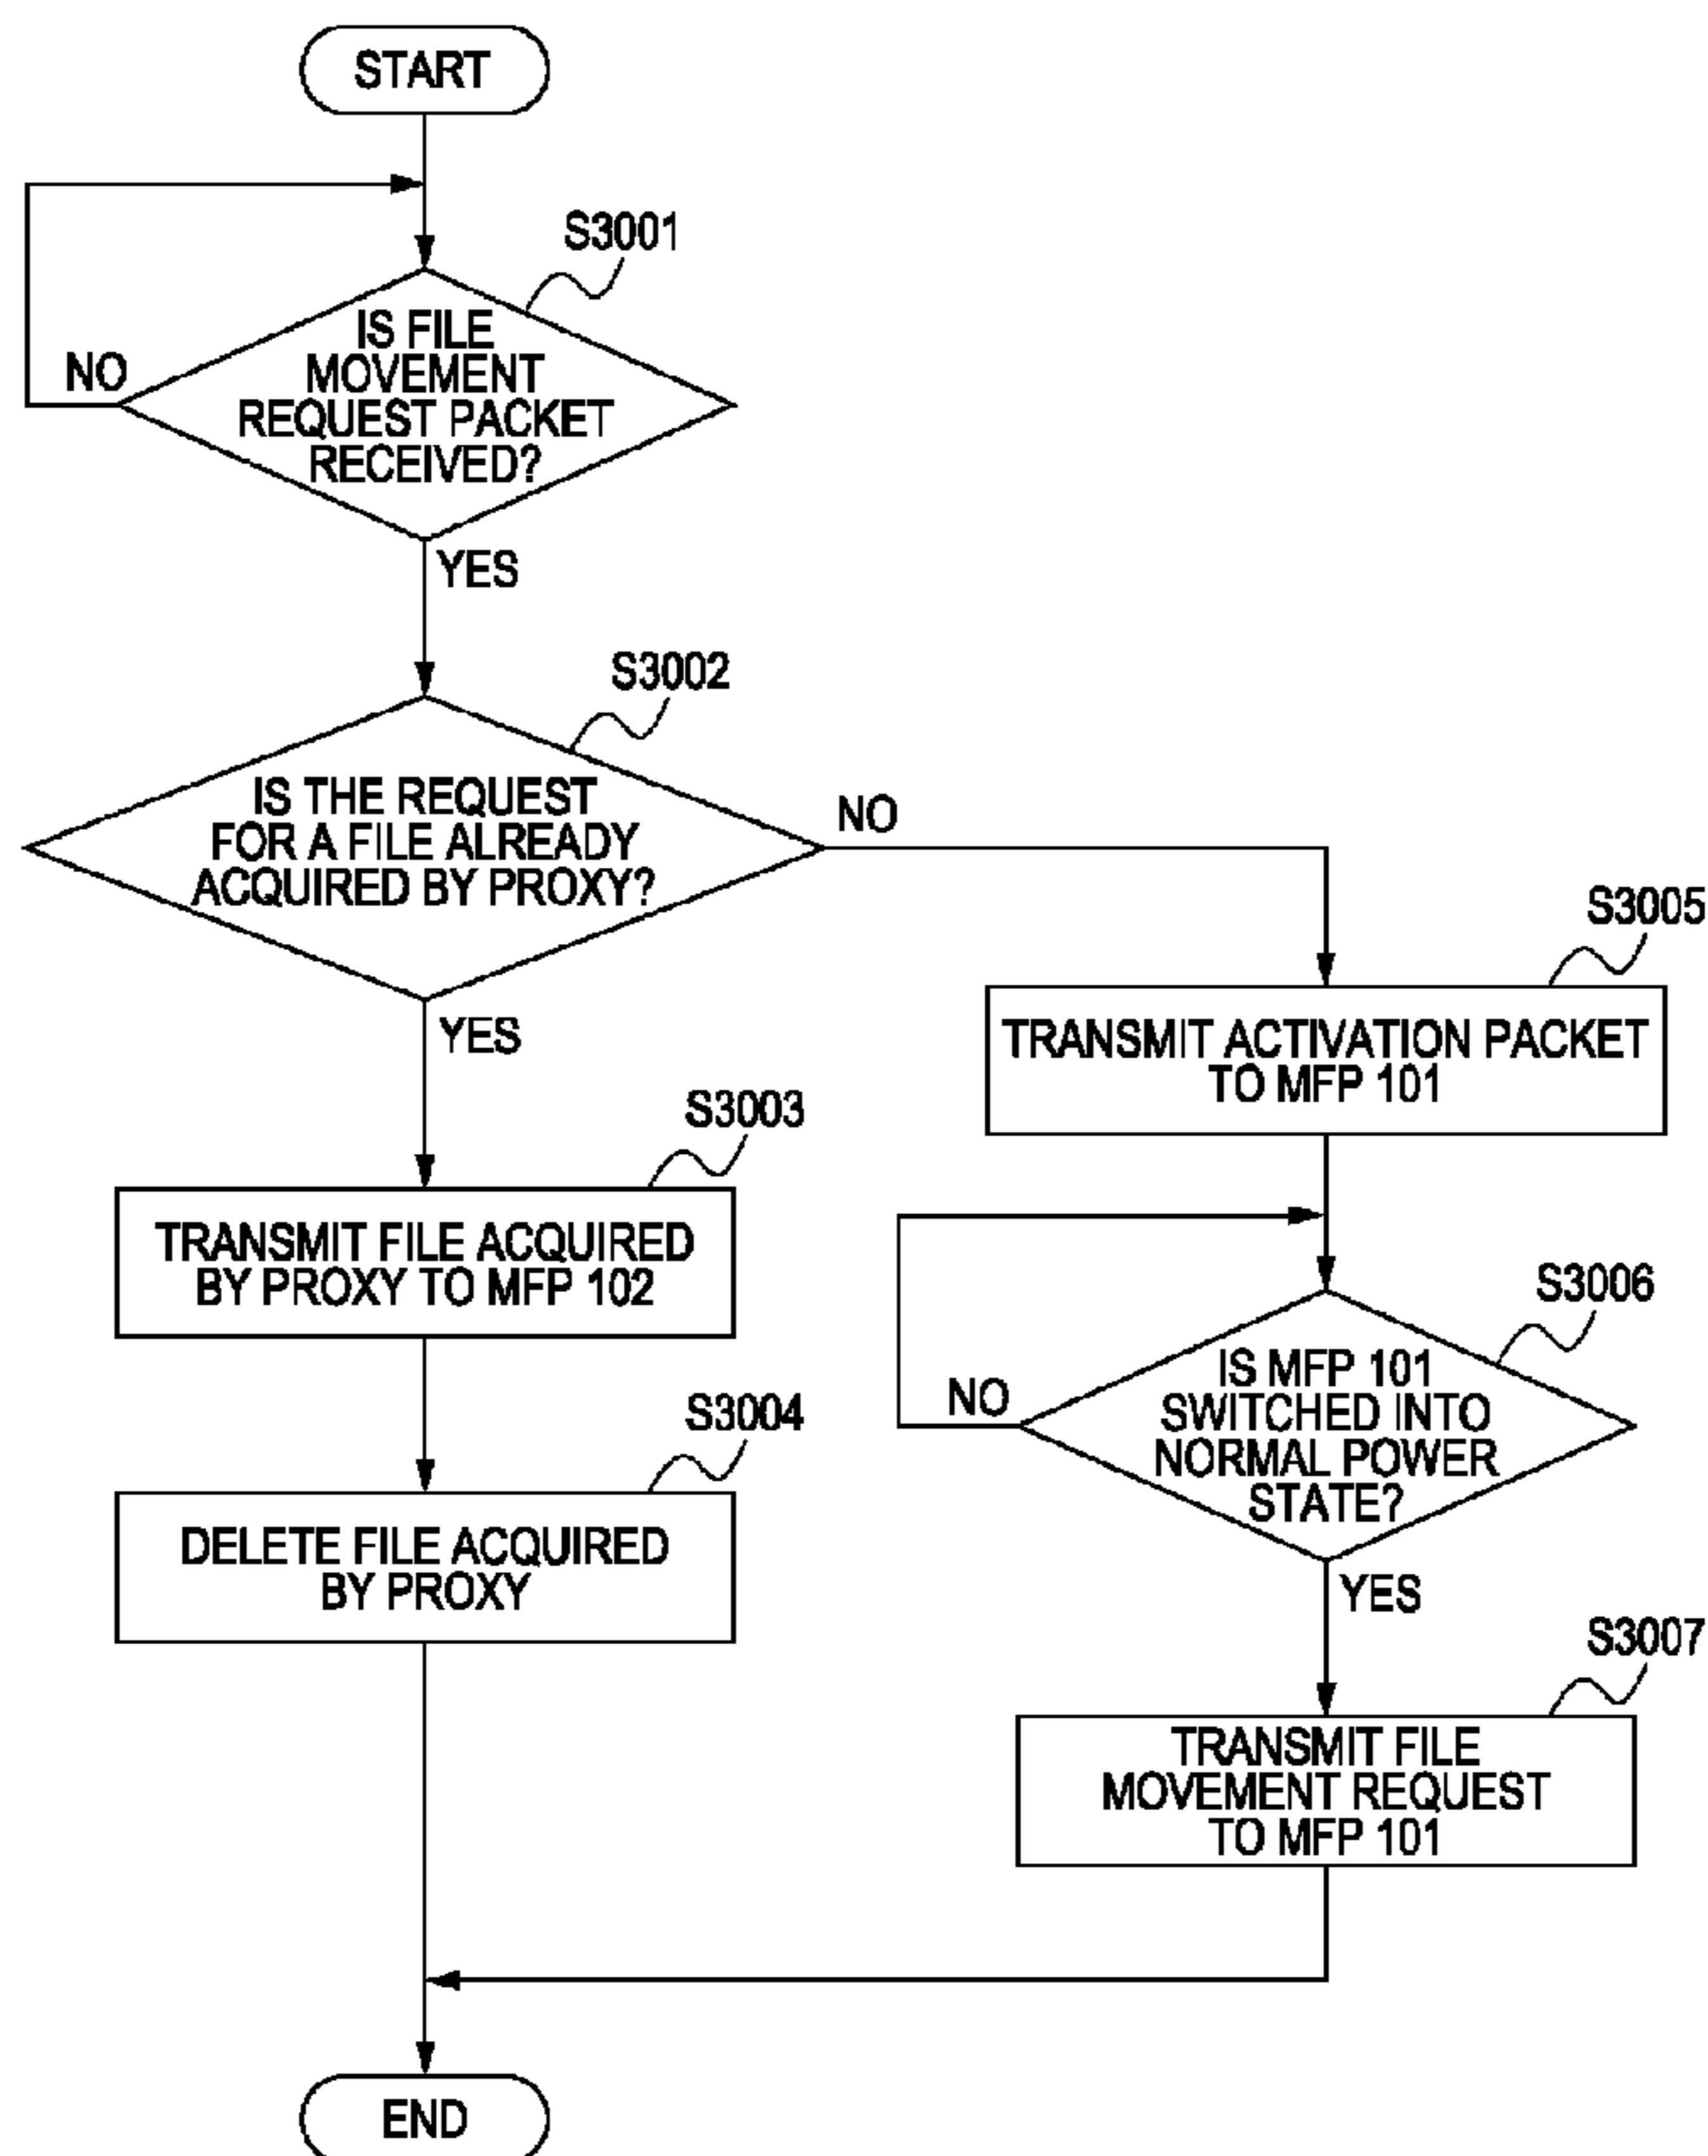 START
S3001
IS FILE
MOVEMENT
REQUEST PACKET
RECEIVED?
NO
YES
S3002
IS THE REQUEST
FOR A FILE ALREADY
ACQUIRED BY PROXY?
NO
YES
S3003
TRANSMIT FILE ACQUIRED
BY PROXY TO MFP 102
S3004
DELETE FILE ACQUIRED
BY PROXY
S3005
TRANSMIT ACTIVATION PACKET
TO MFP 101
S3006
IS MFP 101
SWITCHED INTO
NORMAL POWER
STATE?
NO
YES
S3007
TRANSMIT FILE
MOVEMENT REQUEST
TO MFP 101
END